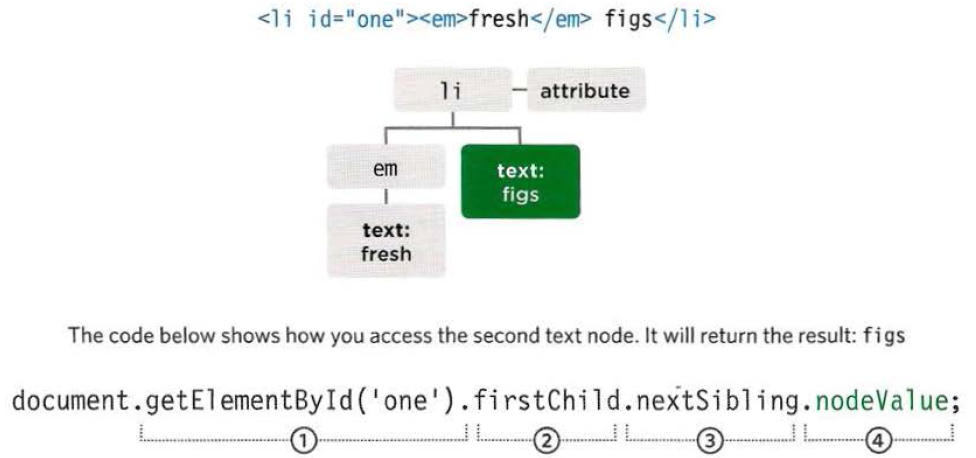 <li id="one"><em>fresh</em> figs</li>
li
attribute
em
text:
figs
text:
fresh
The code below shows how you access the second text node. It will return the result: figs
document.getElementById('one').firstChild.nextSibling.nodeValue;
1 2 3 4